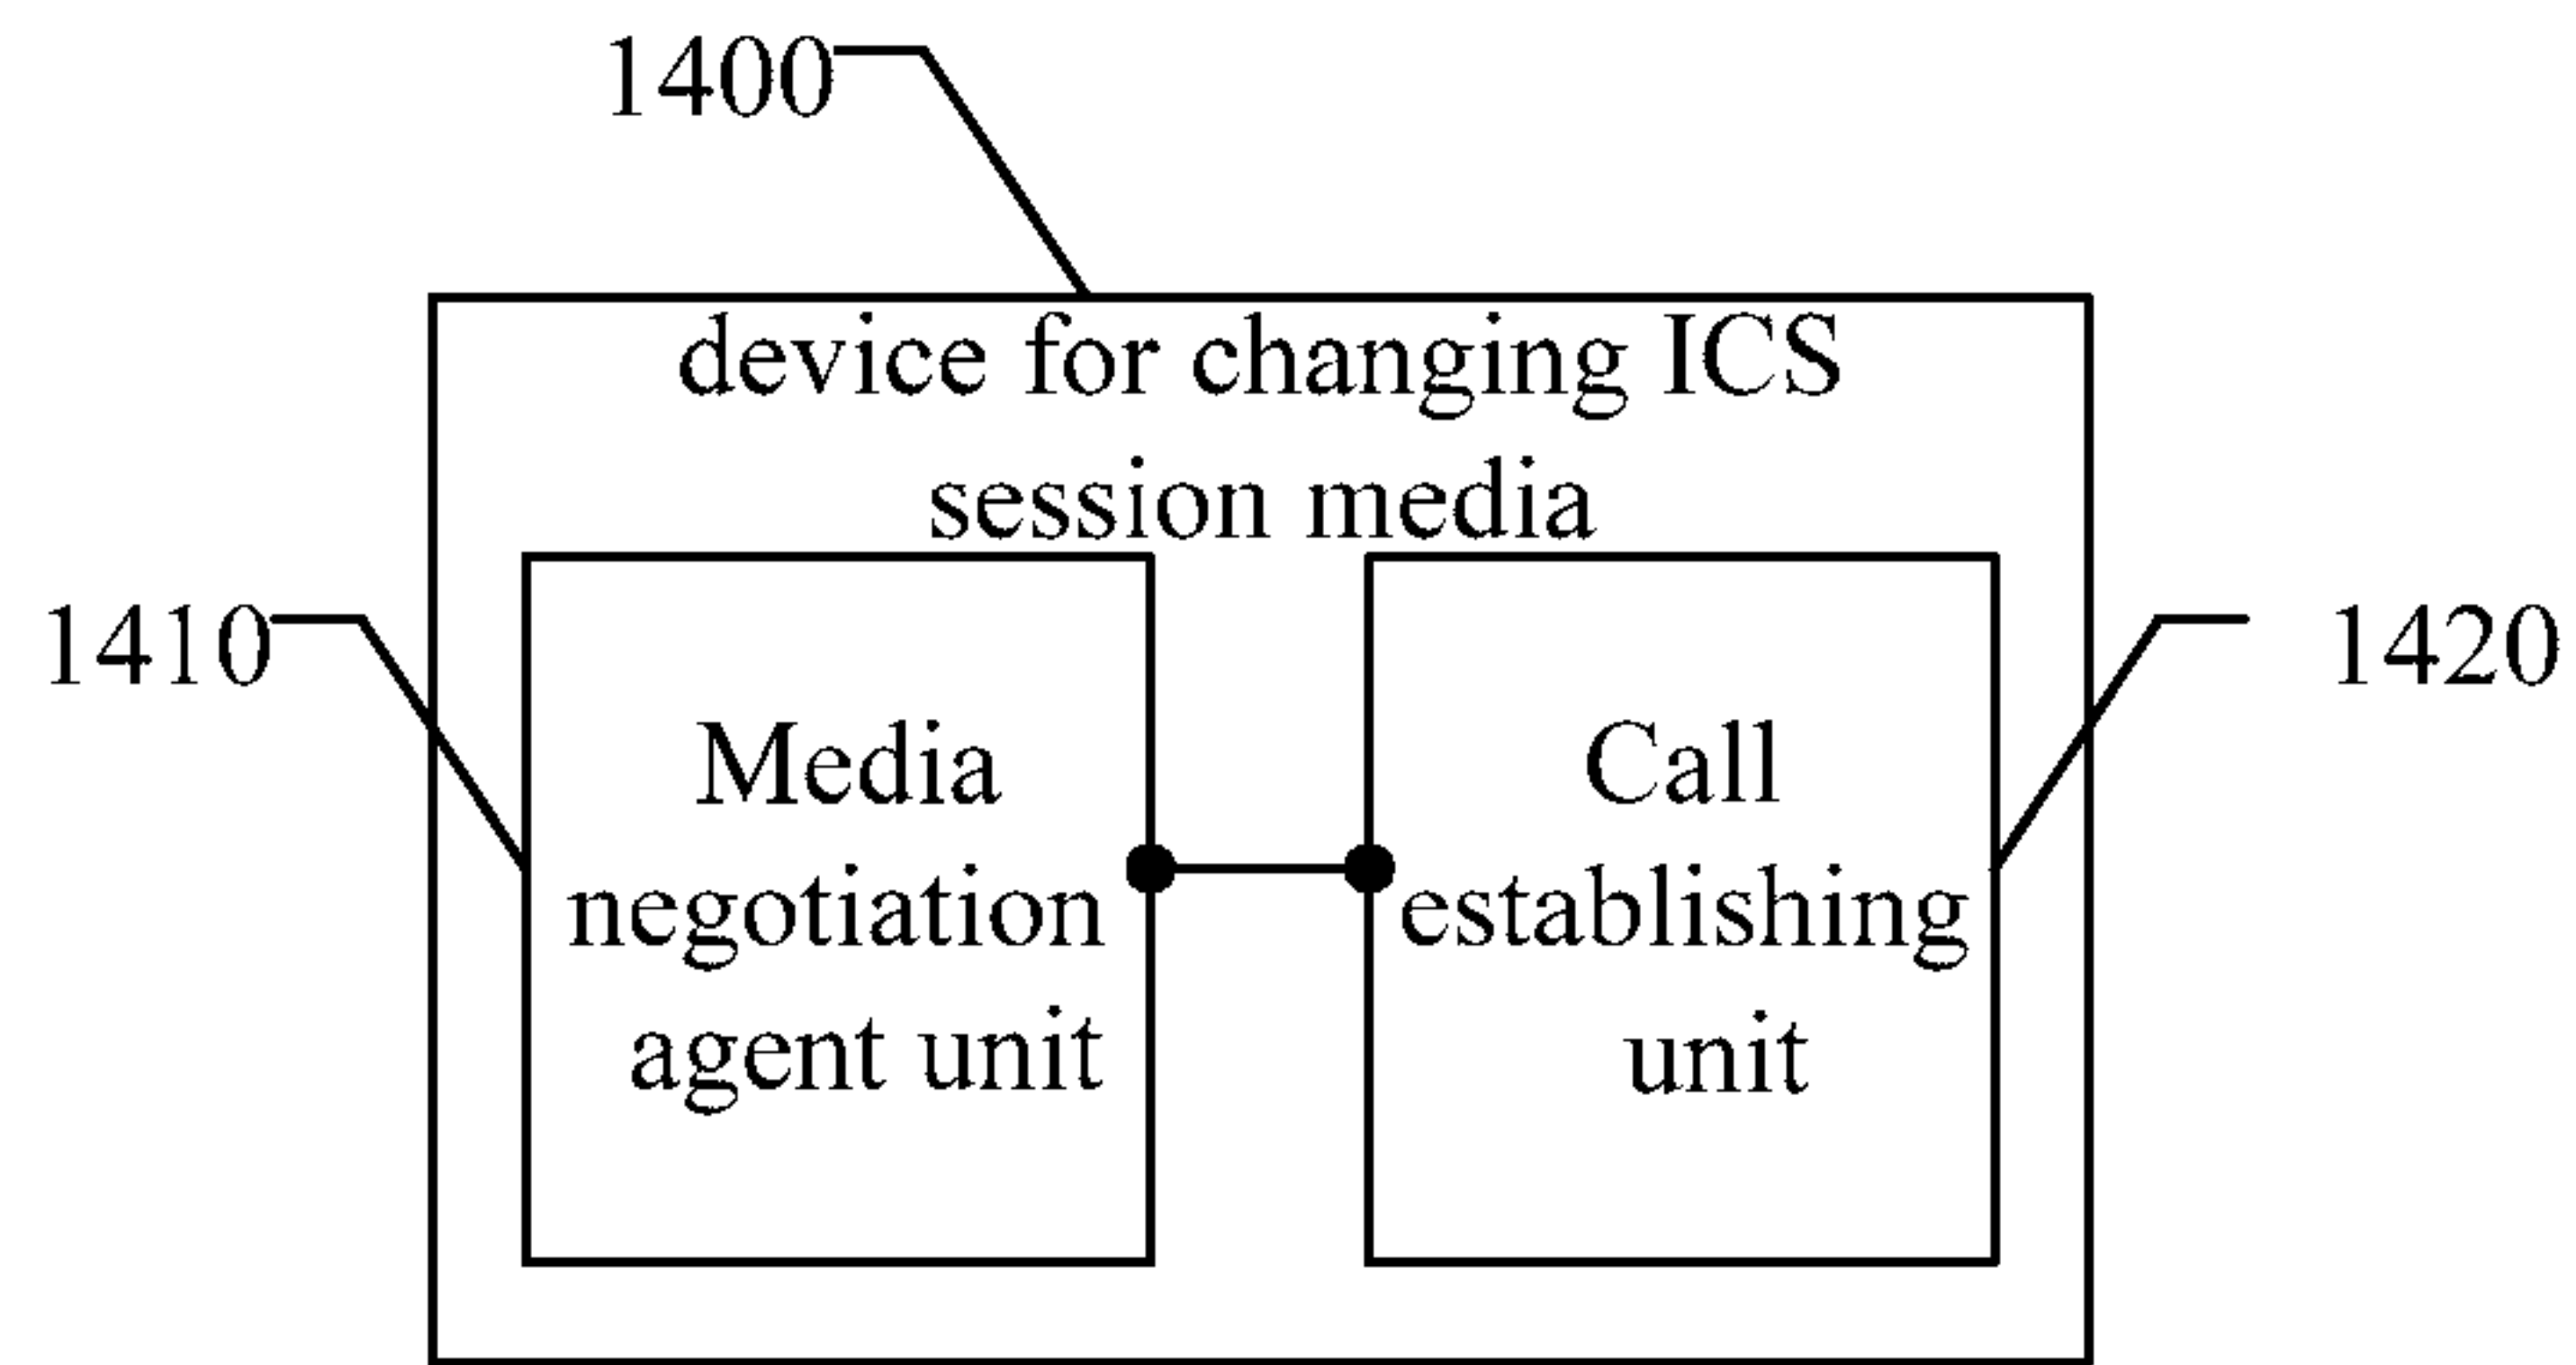 1400
device for changing ICS
session media
1410
1420
Media
negotiation
agent unit
Call
establishing
unit